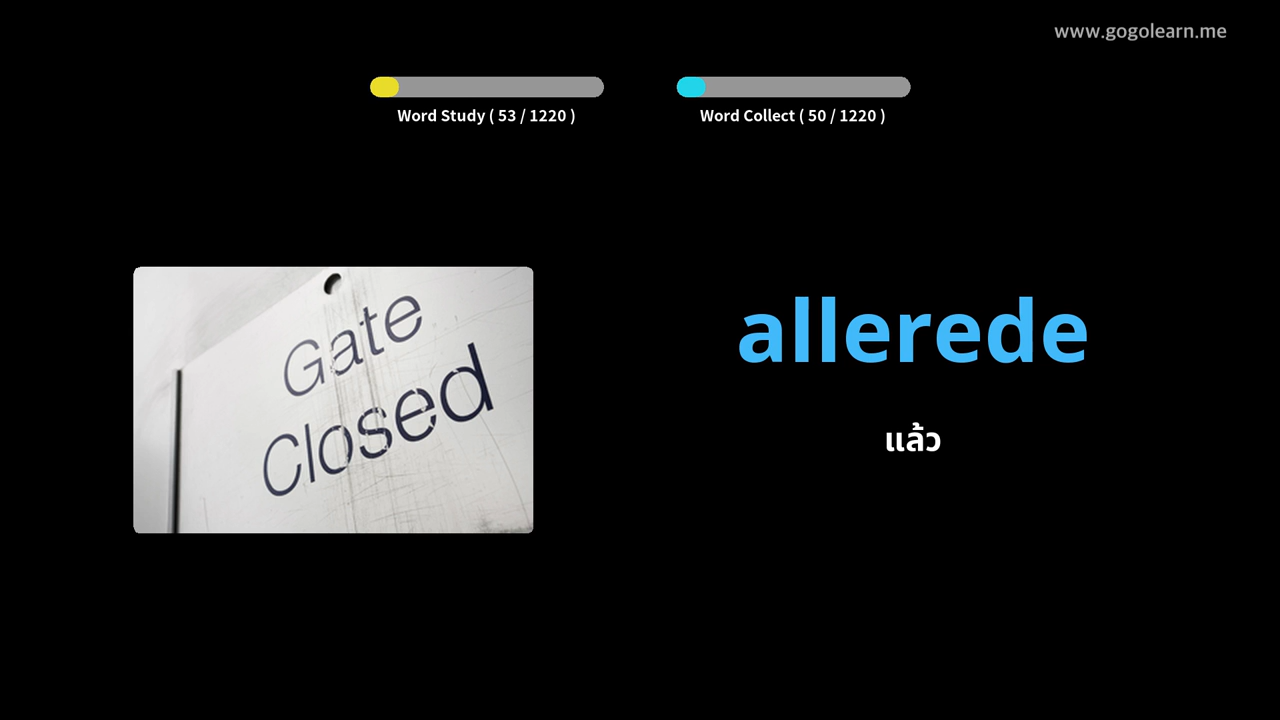 www.gogolearn.me
Word Study ( 53 / 1220 )
Word Collect ( 50 / 1220 )
Gate
Closed
allerede
แล้ว